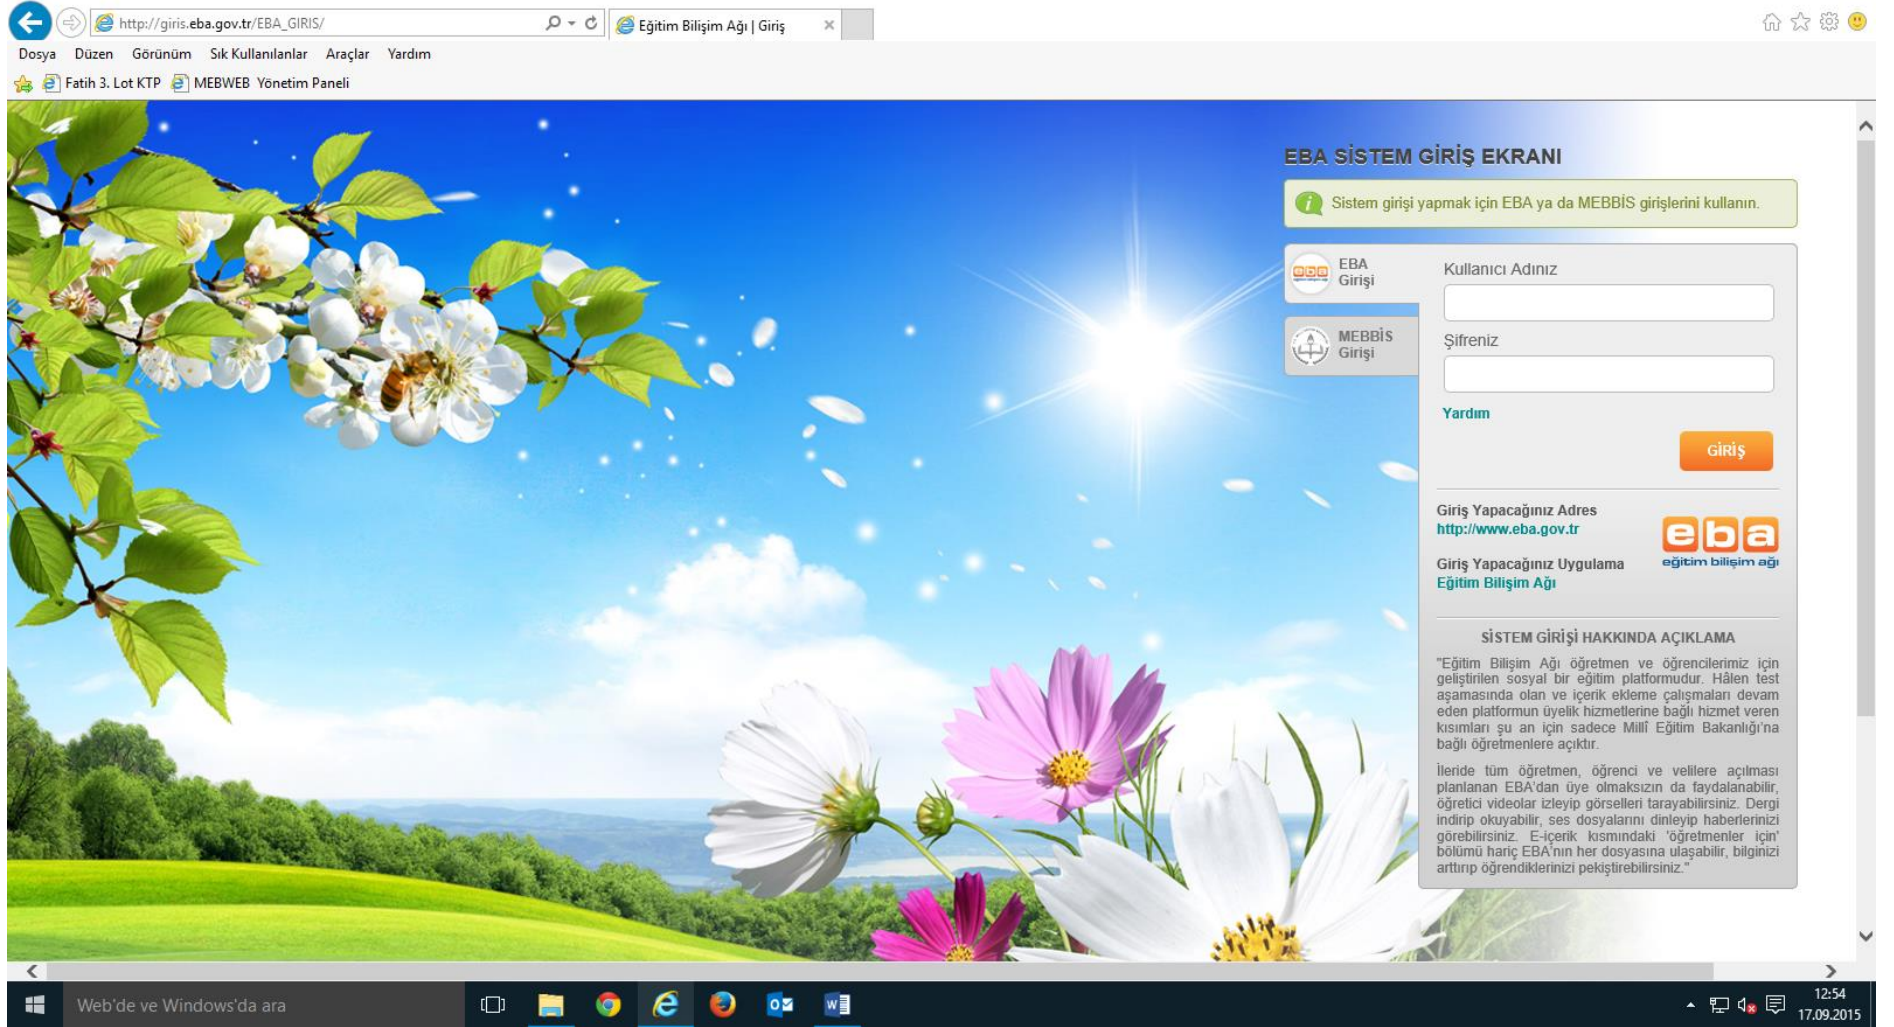 http://giris.eba.gov.tr/EBA_GIRIS/
Eğitim Bilişim Ağı | Giriş
Dosya Düzen Görünüm Sık Kullanılanlar Araçlar Yardım
Fatih 3. Lot KTP MEBWEB Yönetim Paneli
EBA SİSTEM GİRİŞ EKRANI
Sistem girişi yapmak için EBA ya da MEBBİS girişlerini kullanın.
eba
EBA
Girişi
MEBBİS
Girişi
Kullanıcı Adınız
Şifreniz
Yardım
GİRİŞ
Giriş Yapacağınız Adres
http://www.eba.gov.tr
Giriş Yapacağınız Uygulama
Eğitim Bilişim Ağı
eba
eğitim bilişim ağı
SİSTEM GİRİŞİ HAKKINDA AÇIKLAMA
"Eğitim Bilişim Ağı öğretmen ve öğrencilerimiz için
geliştirilen sosyal bir eğitim platformudur. Hâlen test
aşamasında olan ve içerik ekleme çalışmaları devam
eden platformun üyelik hizmetlerine bağlı hizmet veren
kısımları şu an için sadece Millî Eğitim Bakanlığı'na
bağlı öğretmenlere açıktır.
İleride tüm öğretmen, öğrenci ve velilere açılması
planlanan EBA'dan üye olmaksızın da faydalanabilir,
öğretici videolar izleyip görselleri tarayabilirsiniz. Dergi
indirip okuyabilir, ses dosyalarını dinleyip haberlerinizi
görebilirsiniz. E-içerik kısmındaki 'öğretmenler için'
bölümü hariç EBA'nın her dosyasına ulaşabilir, bilginizi
arttırıp öğrendiklerinizi pekiştirebilirsiniz."
Web'de ve Windows'da ara
12:54
17.09.2015